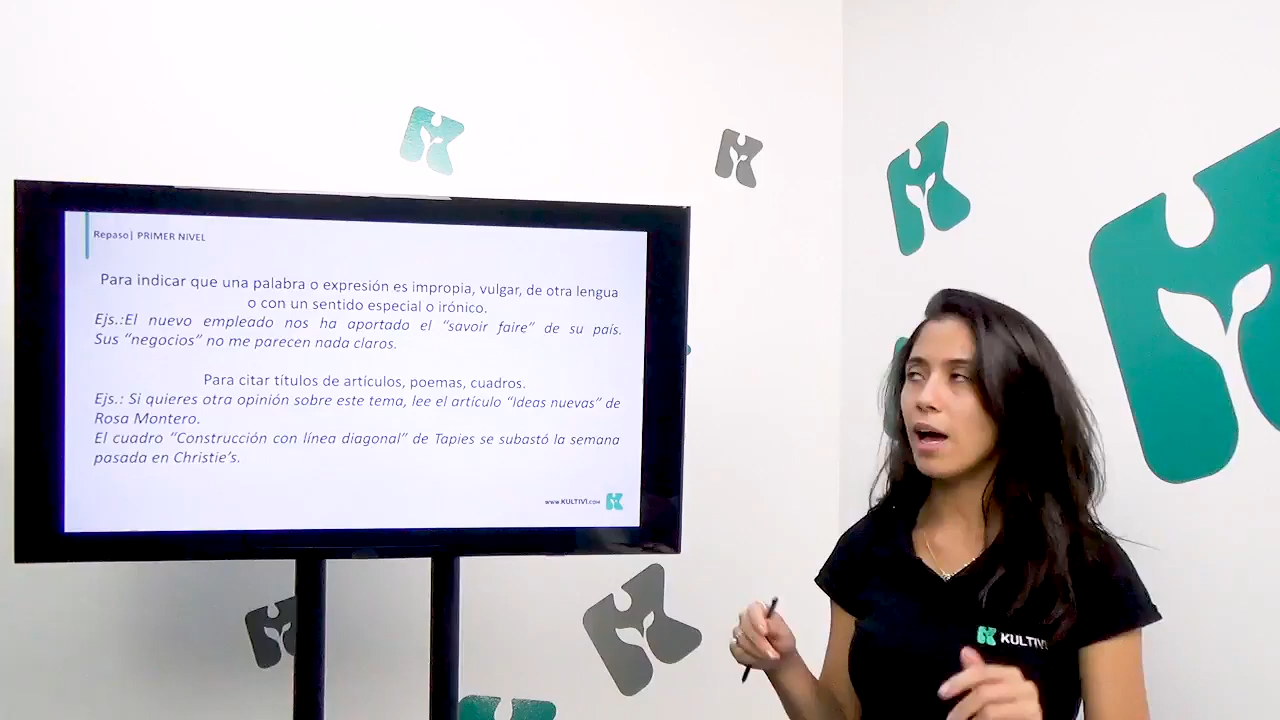 Repaso| PRIMER NIVEL
Para indicar que una palabra o expresión es impropia, vulgar, de otra lengua
o con un sentido especial o irónico.
Ejs.:El nuevo empleado nos ha aportado el “savoir faire” de su país.
Sus “negocios” no me parecen nada claros.
Para citar títulos de artículos, poemas, cuadros.
Ejs.: Si quieres otra opinión sobre este tema, lee el artículo “Ideas nuevas” de
Rosa Montero.
El cuadro “Construcción con línea diagonal” de Tapies se subastó la semana
pasada en Christie’s.
www.KULTIVI.COM
KULTIVI